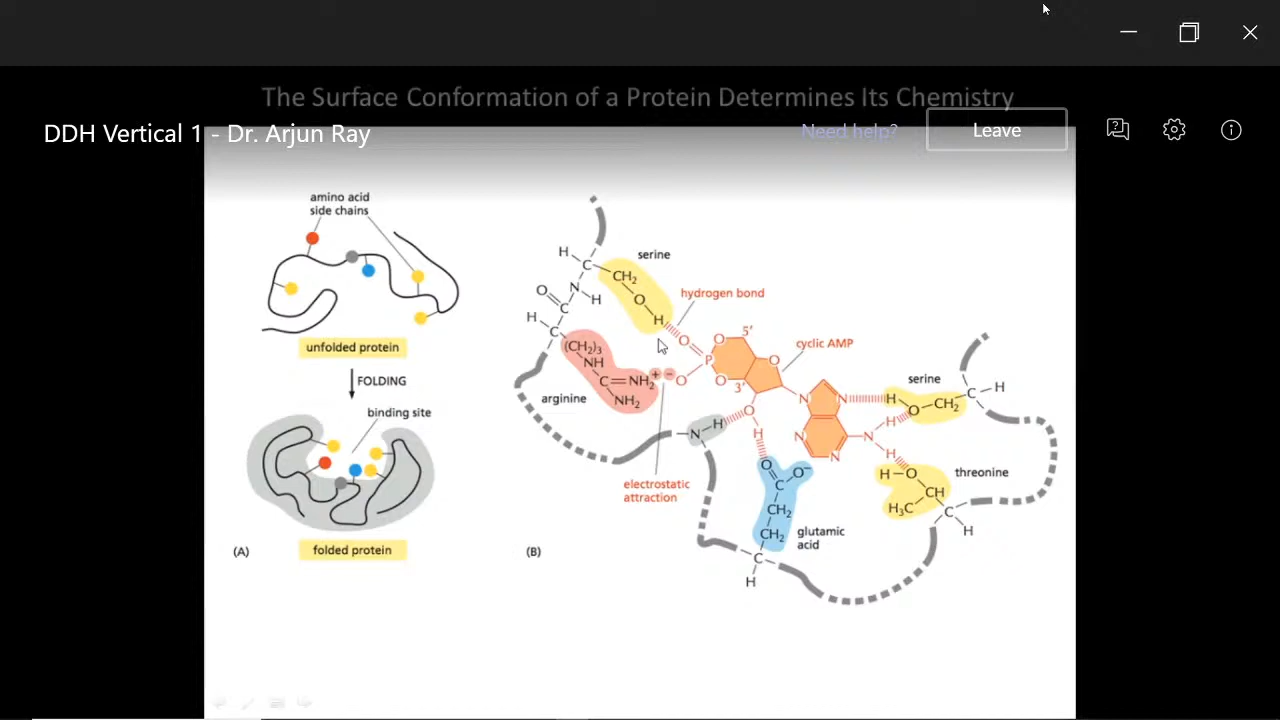 The Surface Conformation of a Protein Determines Its Chemistry
DDH Vertical 1 - Dr. Arjun Ray
Need help?
Leave
amino acid
side chains
unfolded protein
FOLDING
binding site
folded protein
(A)
serine
H
C
CH₂
O
H
N
H
O
C
H
C
(CH₂)₃
NH
C=NH₂
+
NH₂
arginine
hydrogen bond
O
P
O
−
O
O
5'
3'
O
cyclic AMP
electrostatic
attraction
N
H
O
H
N
N
N
N
N
H
H
O
C
O⁻
CH₂
CH₂
C
H
glutamic
acid
serine
H
O
CH₂
C
H
threonine
H
O
CH
H₃C
C
H
(B)